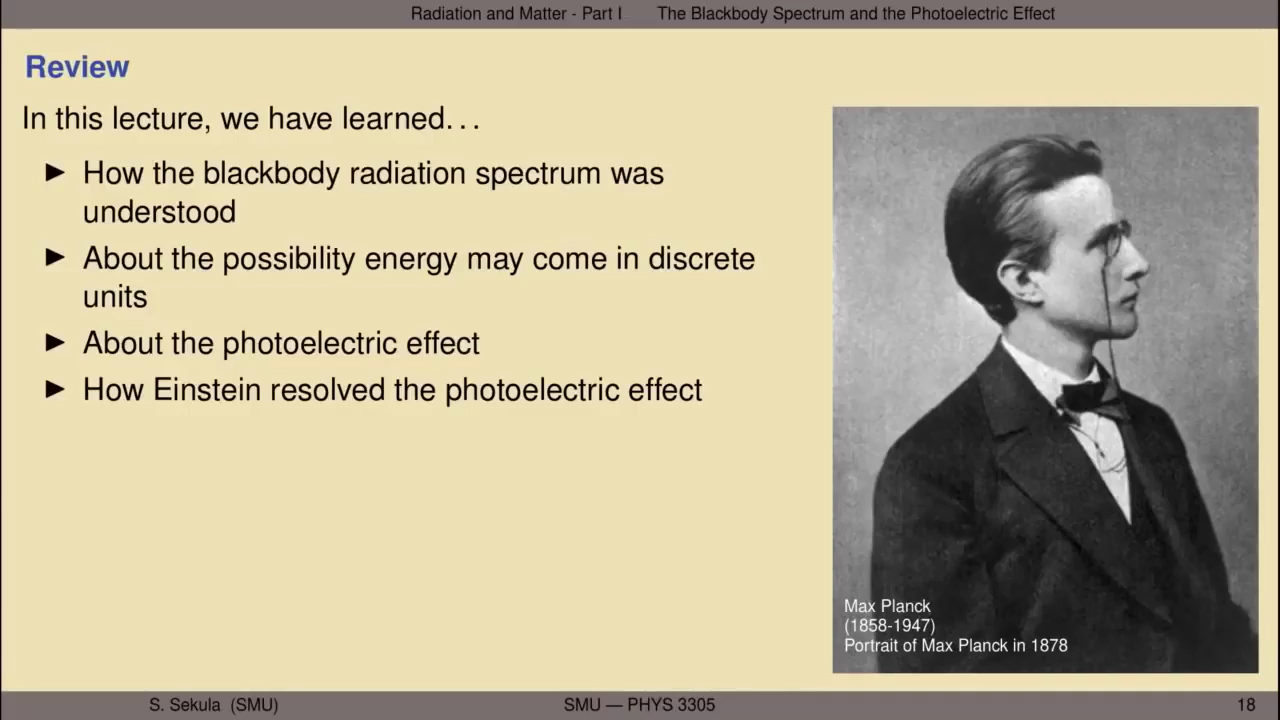 Radiation and Matter - Part I The Blackbody Spectrum and the Photoelectric Effect
Review
In this lecture, we have learned. . .
► How the blackbody radiation spectrum was
understood
► About the possibility energy may come in discrete
units
► About the photoelectric effect
► How Einstein resolved the photoelectric effect
Max Planck
(1858-1947)
Portrait of Max Planck in 1878
S. Sekula (SMU) SMU — PHYS 3305 18